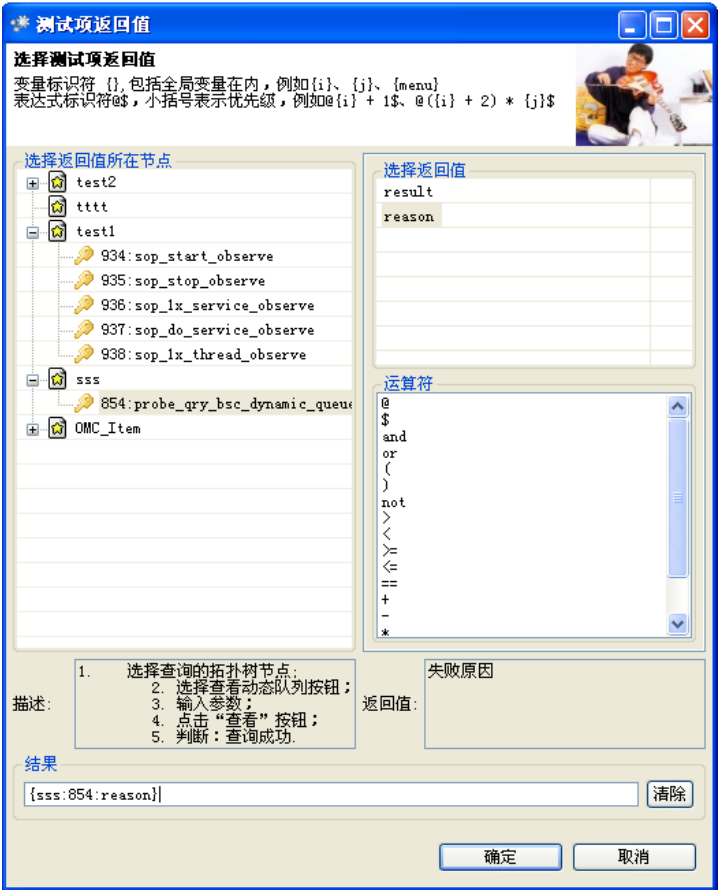 测试项返回值
选择测试项返回值
变量标识符 {},包括全局变量在内，例如{i}、{j}、{menu}
表达式标识符@$，小括号表示优先级，例如@{i} + 1$、@({i} + 2) * {j}$
选择返回值所在节点
test2
tttt
test1
934:sop_start_observe
935:sop_stop_observe
936:sop_1x_service_observe
937:sop_do_service_observe
938:sop_1x_thread_observe
sss
854:probe_qry_bsc_dynamic_queue
OMC_Item
选择返回值
result
reason
运算符
@
$
and
or
(
)
not
>
<
>=
<=
==
+
-
*
描述:
1. 选择查询的拓扑树节点;
2. 选择查看动态队列按钮；
3. 输入参数；
4. 点击“查看”按钮；
5. 判断：查询成功.
返回值:
失败原因
结果
{sss:854:reason}
清除
确定
取消